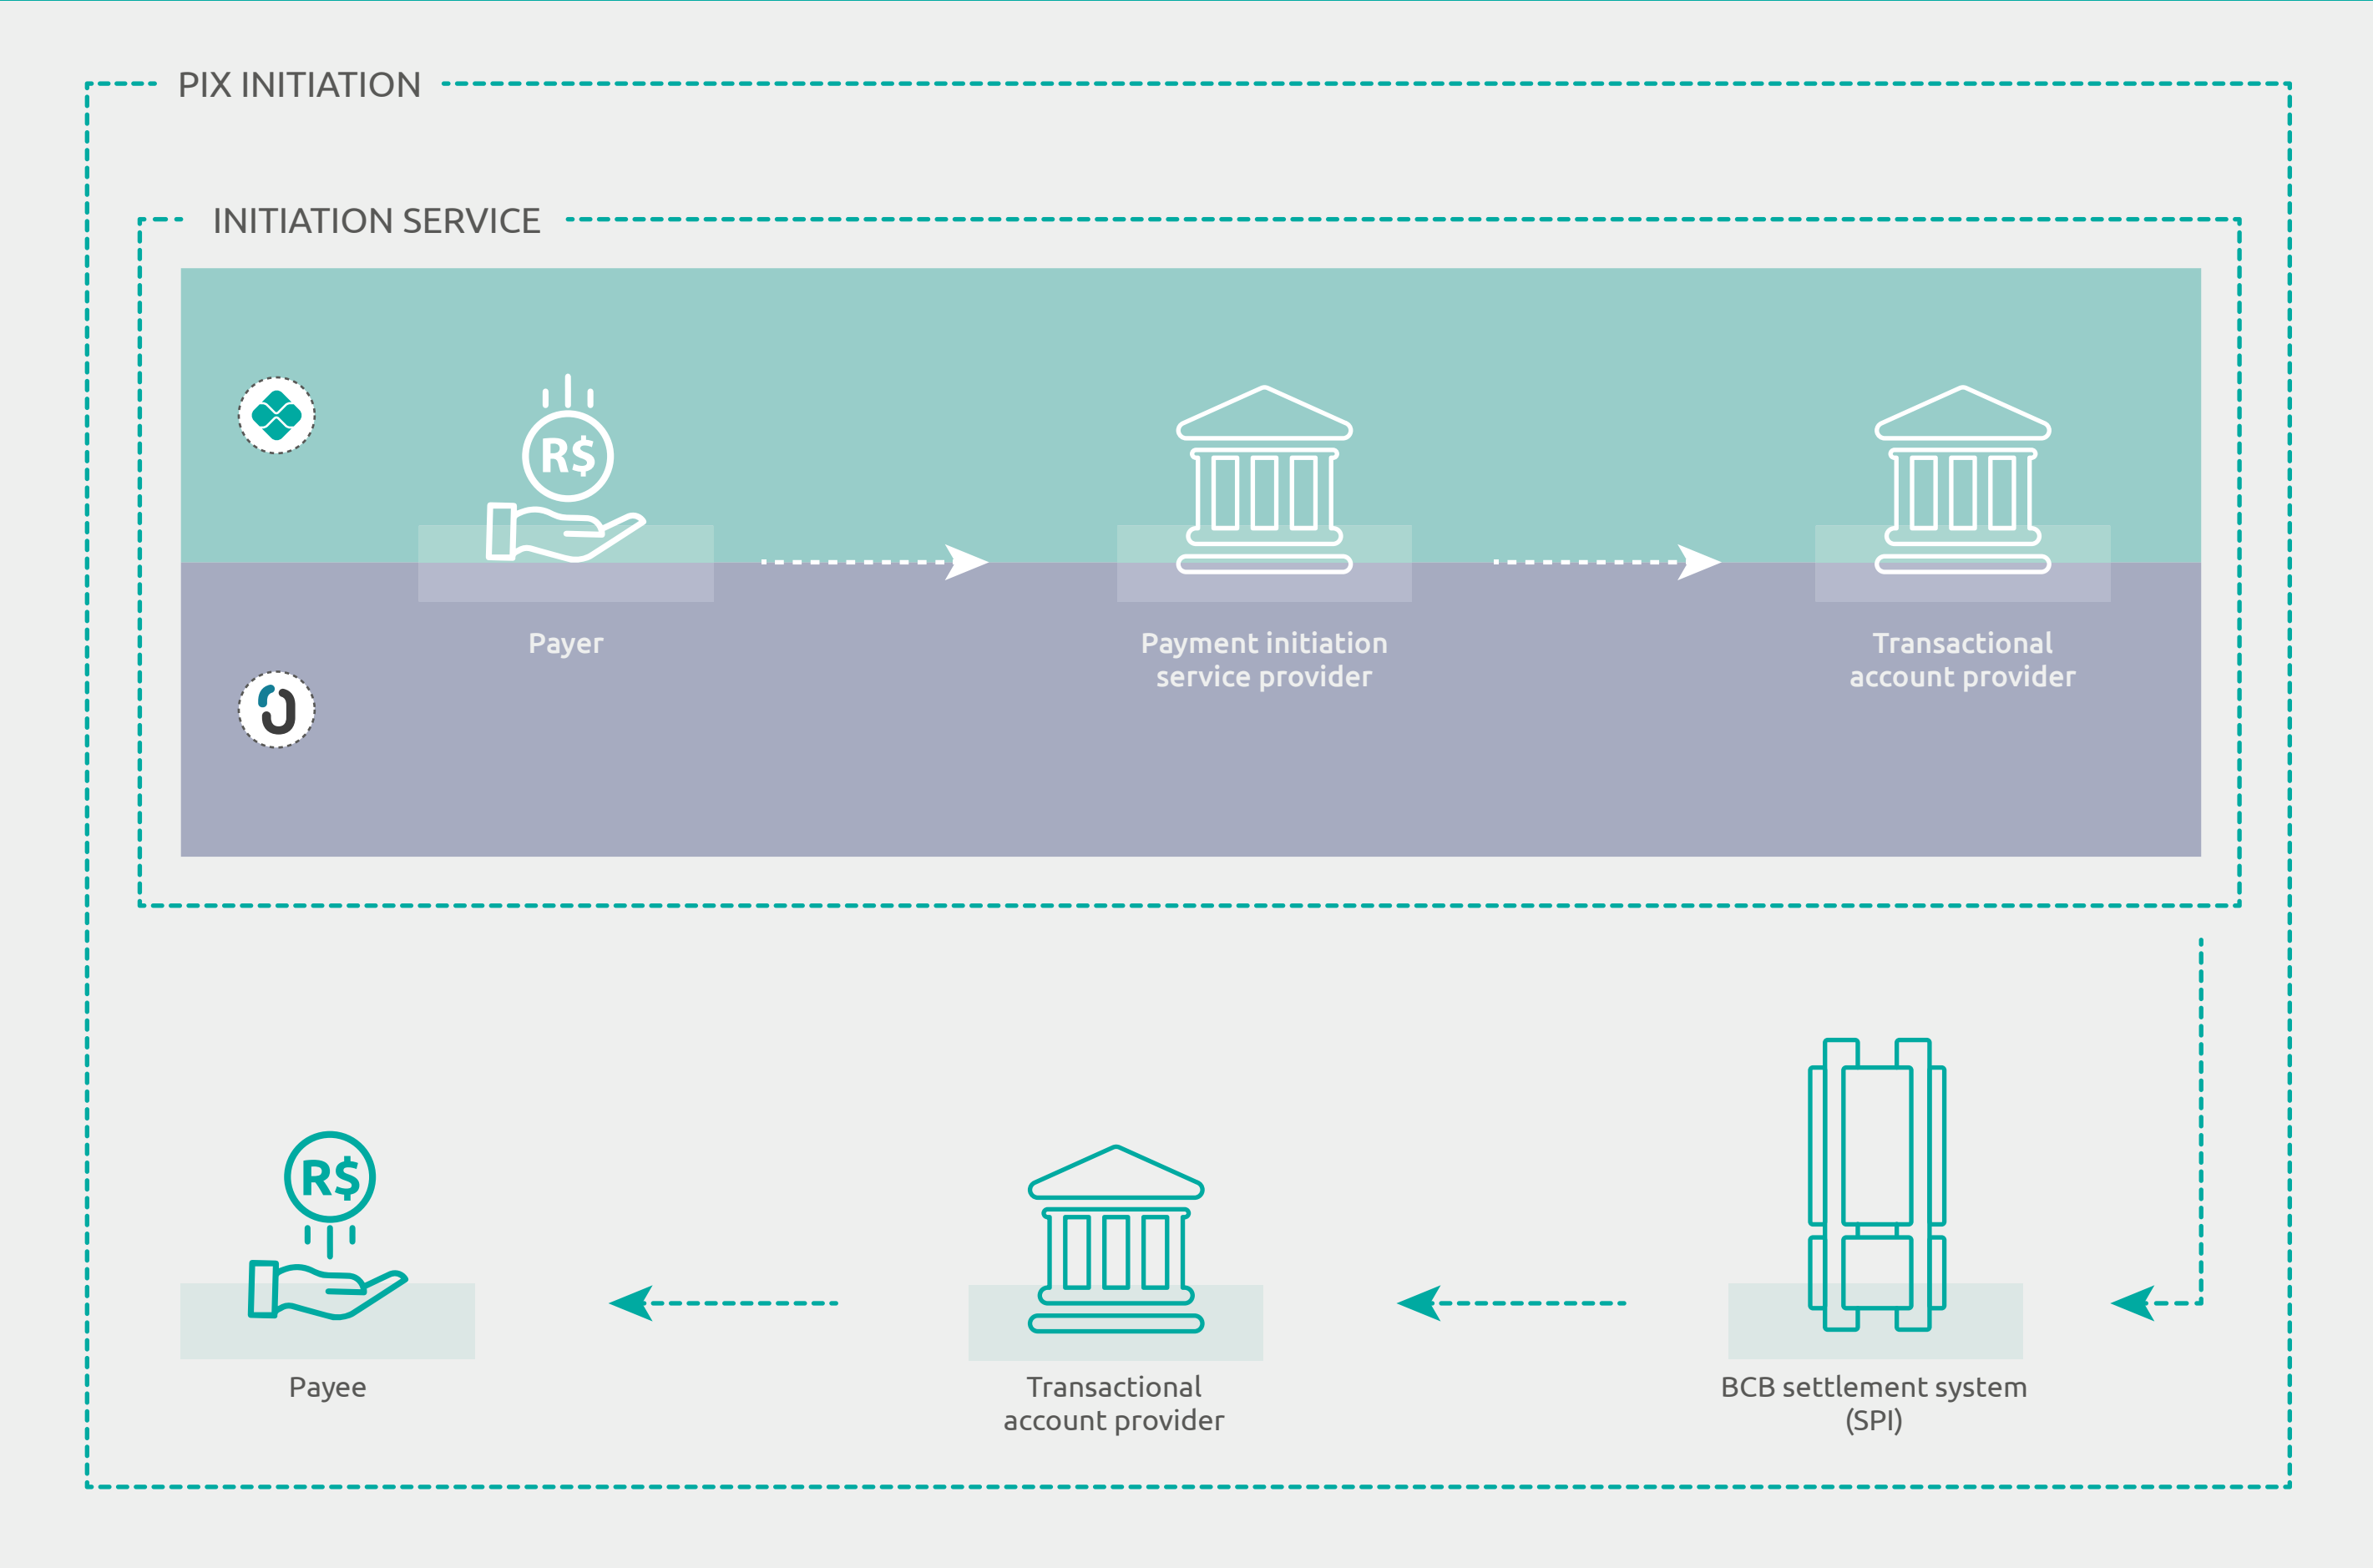 PIX INITIATION
INITIATION SERVICE
R$
Payer
Payment initiation
service provider
Transactional
account provider
R$
Payee
Transactional
account provider
BCB settlement system
(SPI)